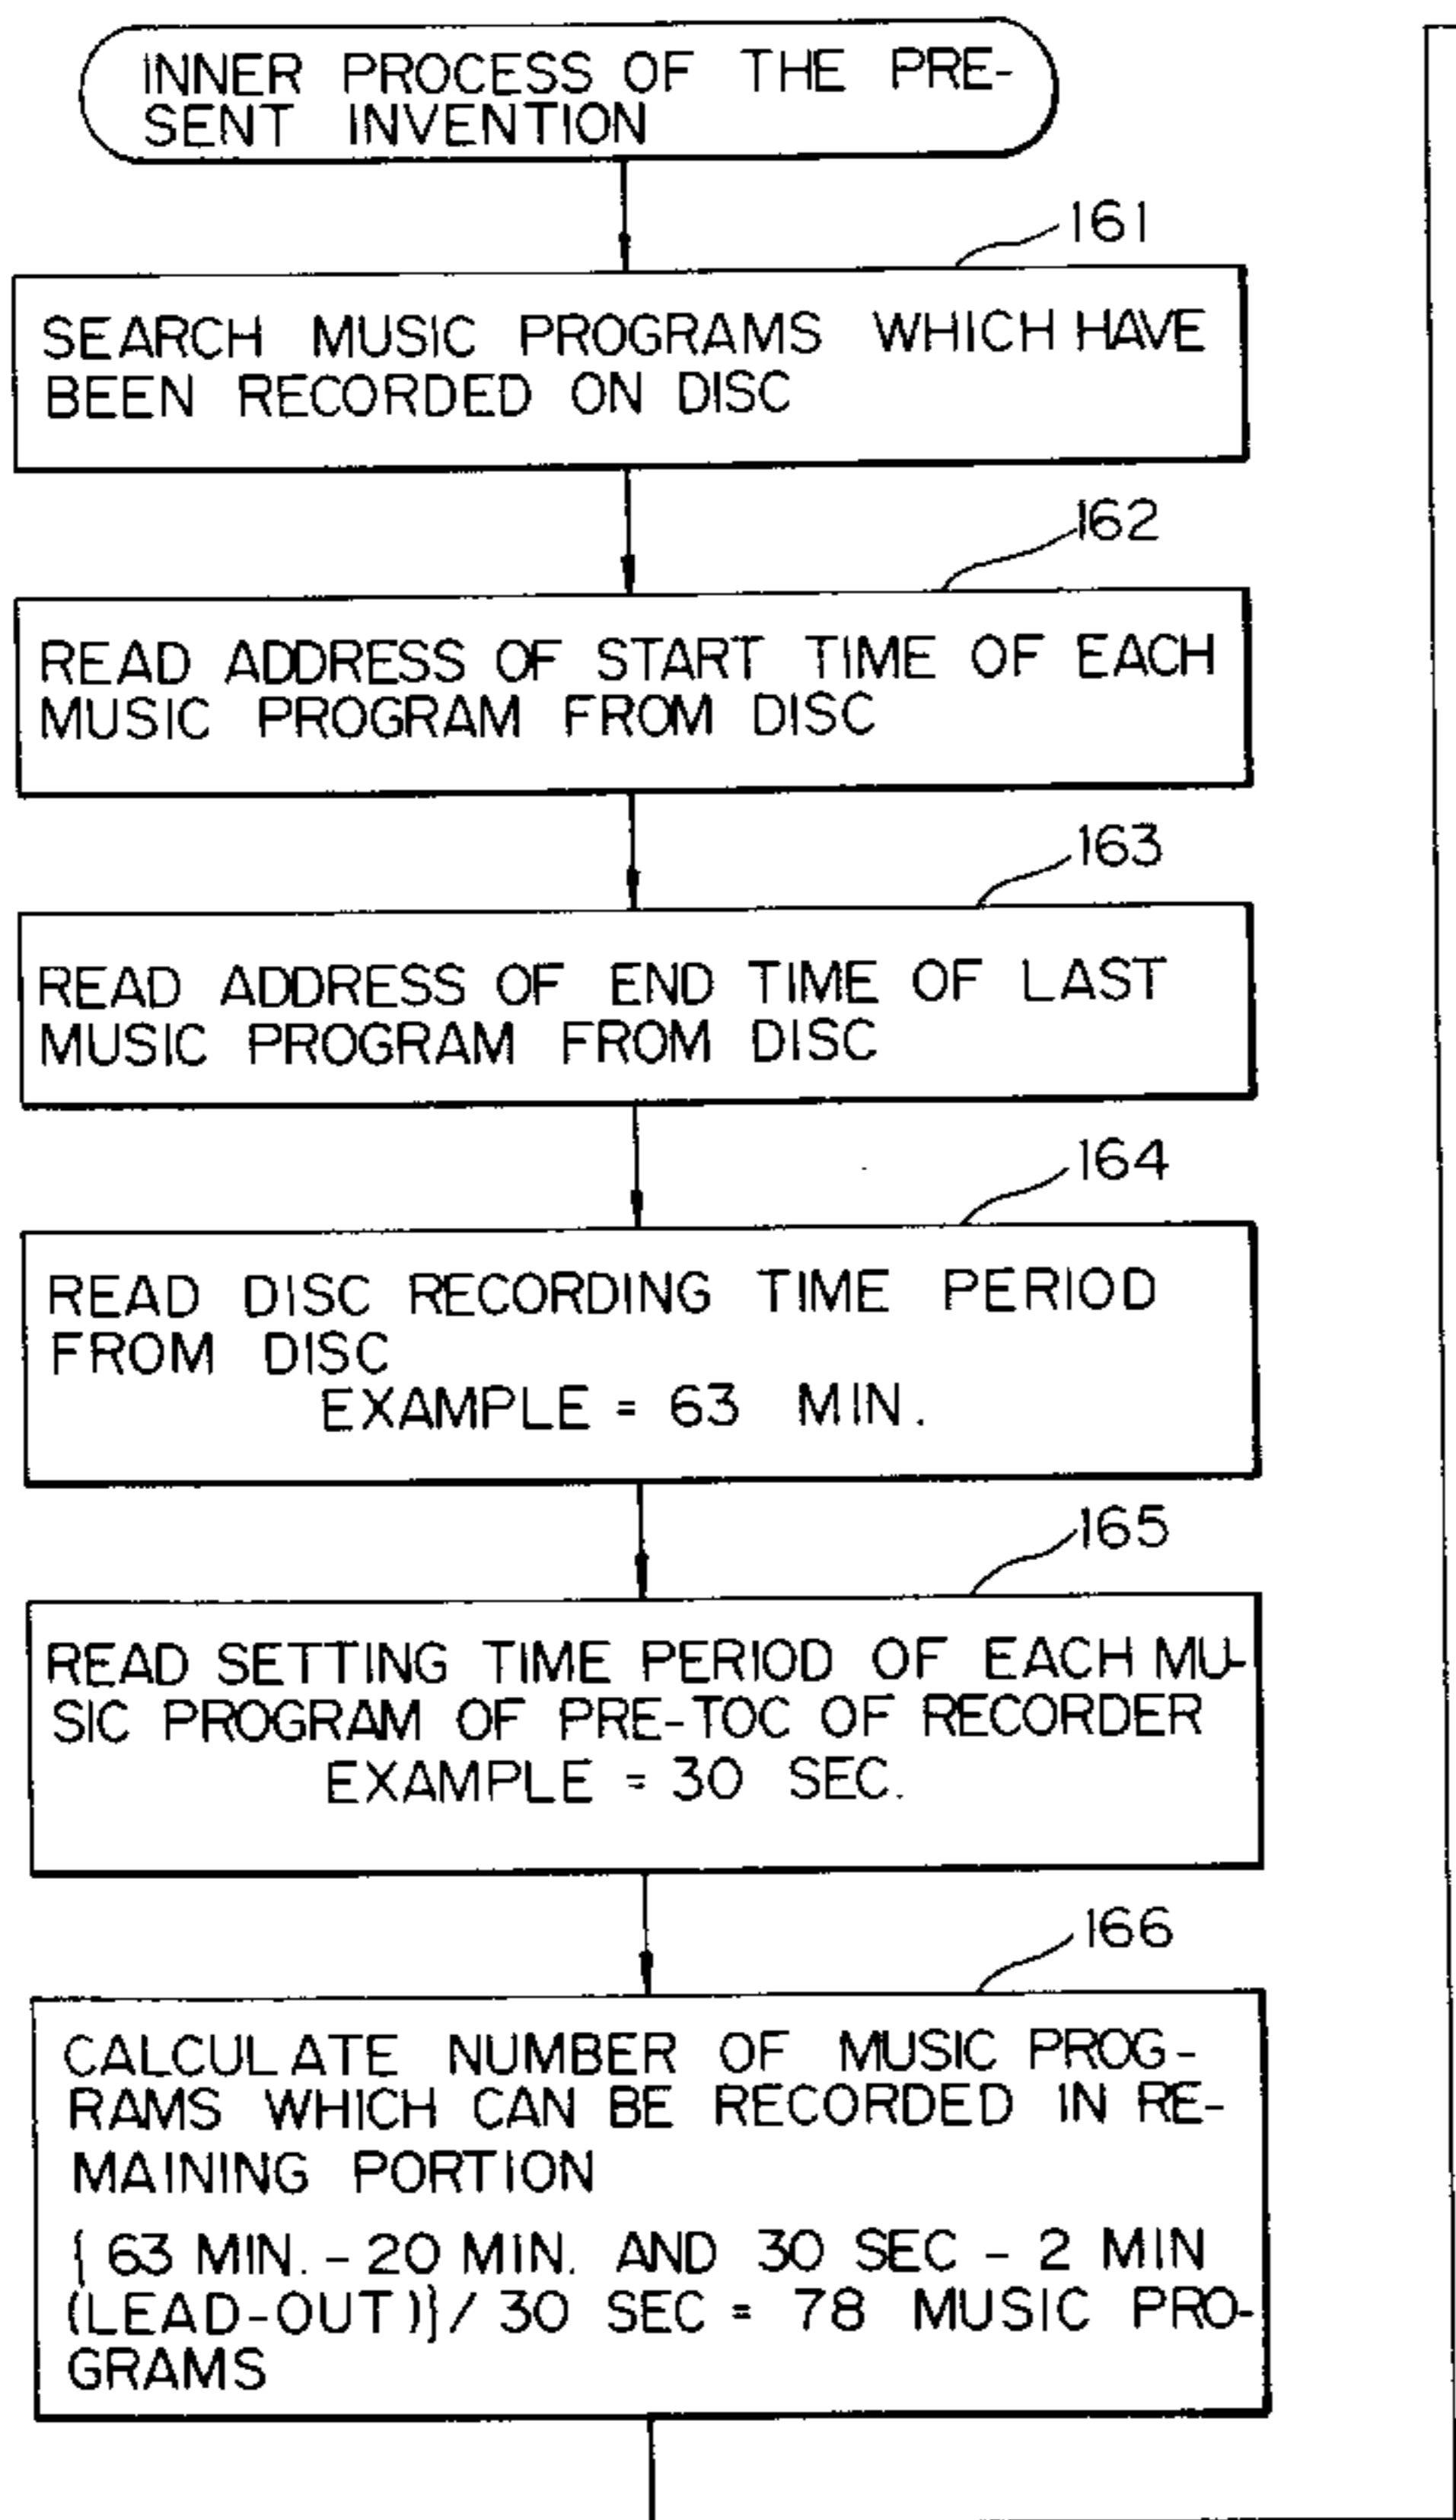 INNER PROCESS OF THE PRE-
SENT INVENTION
161
SEARCH MUSIC PROGRAMS WHICH HAVE
BEEN RECORDED ON DISC
162
READ ADDRESS OF START TIME OF EACH
MUSIC PROGRAM FROM DISC
163
READ ADDRESS OF END TIME OF LAST
MUSIC PROGRAM FROM DISC
164
READ DISC RECORDING TIME PERIOD
FROM DISC
EXAMPLE = 63 MIN.
165
READ SETTING TIME PERIOD OF EACH MU-
SIC PROGRAM OF PRE-TOC OF RECORDER
EXAMPLE = 30 SEC.
166
CALCULATE NUMBER OF MUSIC PROG-
RAMS WHICH CAN BE RECORDED IN RE-
MAINING PORTION
{ 63 MIN. - 20 MIN. AND 30 SEC - 2 MIN
(LEAD-OUT)} / 30 SEC = 78 MUSIC PRO-
GRAMS